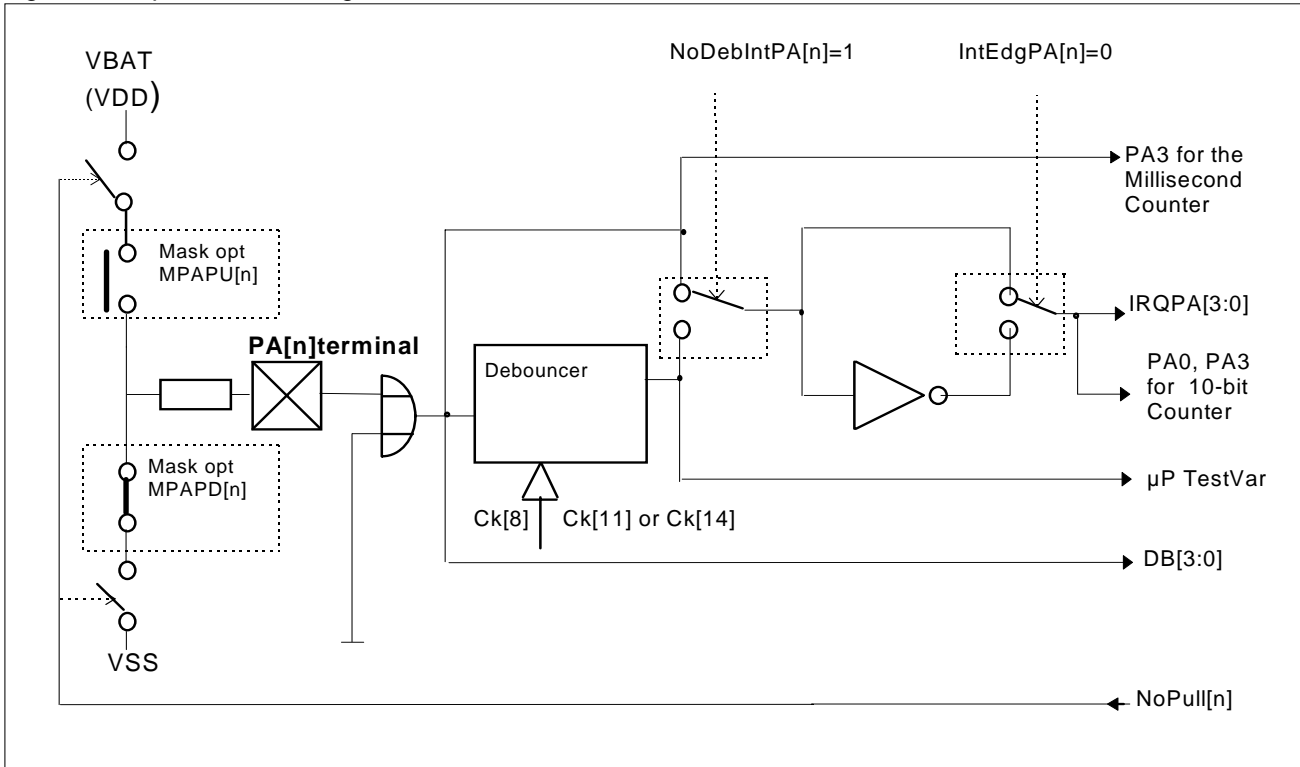 VBAT
(VDD)
NoDebIntPA[n]=1
IntEdgPA[n]=0
PA3 for the
Millisecond
Counter
Mask opt
MPAPU[n]
IRQPA[3:0]
PA[n]terminal
Debouncer
PA0, PA3
for 10-bit
Counter
Mask opt
MPAPD[n]
µP TestVar
Ck[8] Ck[11] or Ck[14]
DB[3:0]
VSS
NoPull[n]